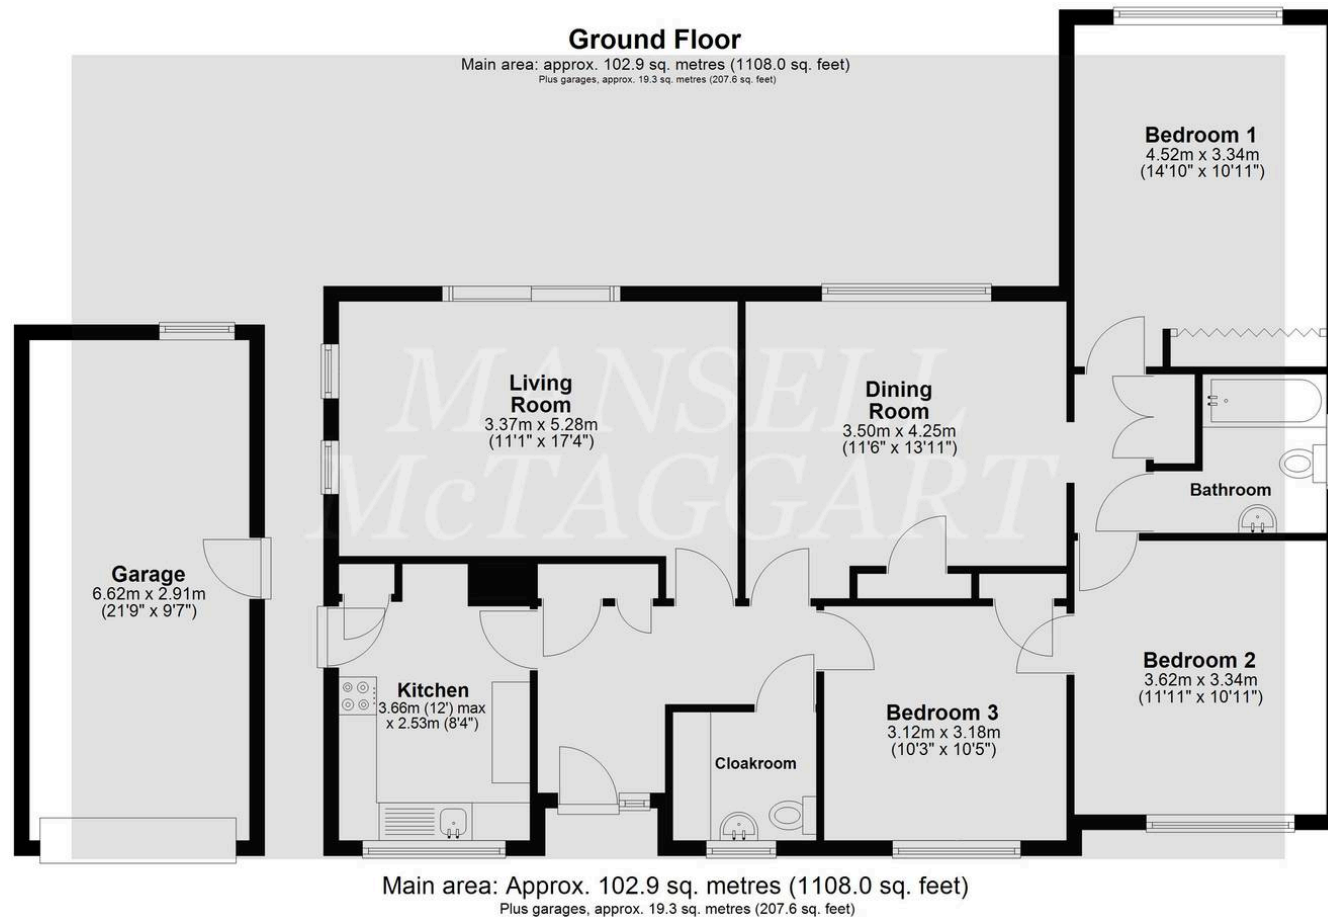 Ground Floor
Main area: approx. 102.9 sq. metres (1108.0 sq. feet)
Plus garages, approx. 19.3 sq. metres (207.6 sq. feet)
Bedroom 1
4.52m x 3.34m
(14'10" x 10'11")
Living
Room
3.37m x 5.28m
(11'1" x 17'4")
Dining
Room
3.50m x 4.25m
(11'6" x 13'11")
MANSELL
McTAGGART
Bathroom
Garage
6.62m x 2.91m
(21'9" x 9'7")
Kitchen
3.66m (12') max
x 2.53m (8'4")
Cloakroom
Bedroom 3
3.12m x 3.18m
(10'3" x 10'5")
Bedroom 2
3.62m x 3.34m
(11'11" x 10'11")
Main area: Approx. 102.9 sq. metres (1108.0 sq. feet)
Plus garages, approx. 19.3 sq. metres (207.6 sq. feet)